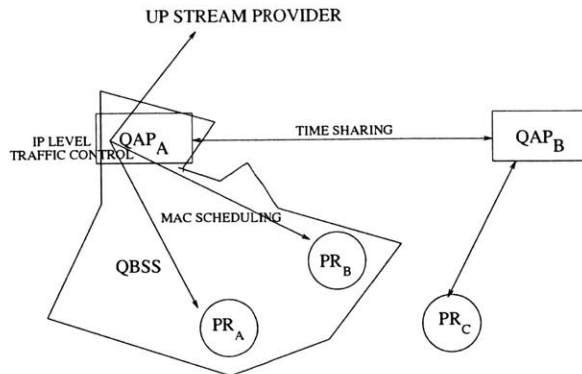 UP STREAM PROVIDER
QAP_A
TIME SHARING
QAP_B
IP LEVEL
TRAFFIC CONTROL
MAC SCHEDULING
PR_B
QBSS
PR_A
PR_C